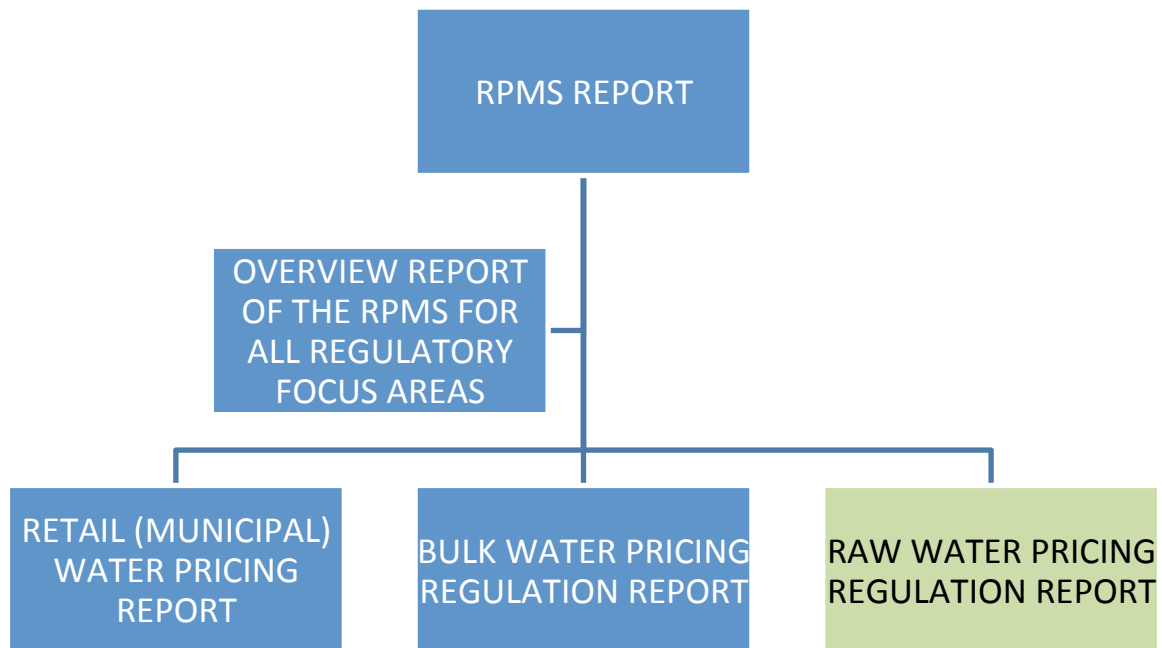 RPMS REPORT
OVERVIEW REPORT
OF THE RPMS FOR
ALL REGULATORY
FOCUS AREAS
RETAIL (MUNICIPAL)
WATER PRICING
REPORT
BULK WATER PRICING
REGULATION REPORT
RAW WATER PRICING
REGULATION REPORT